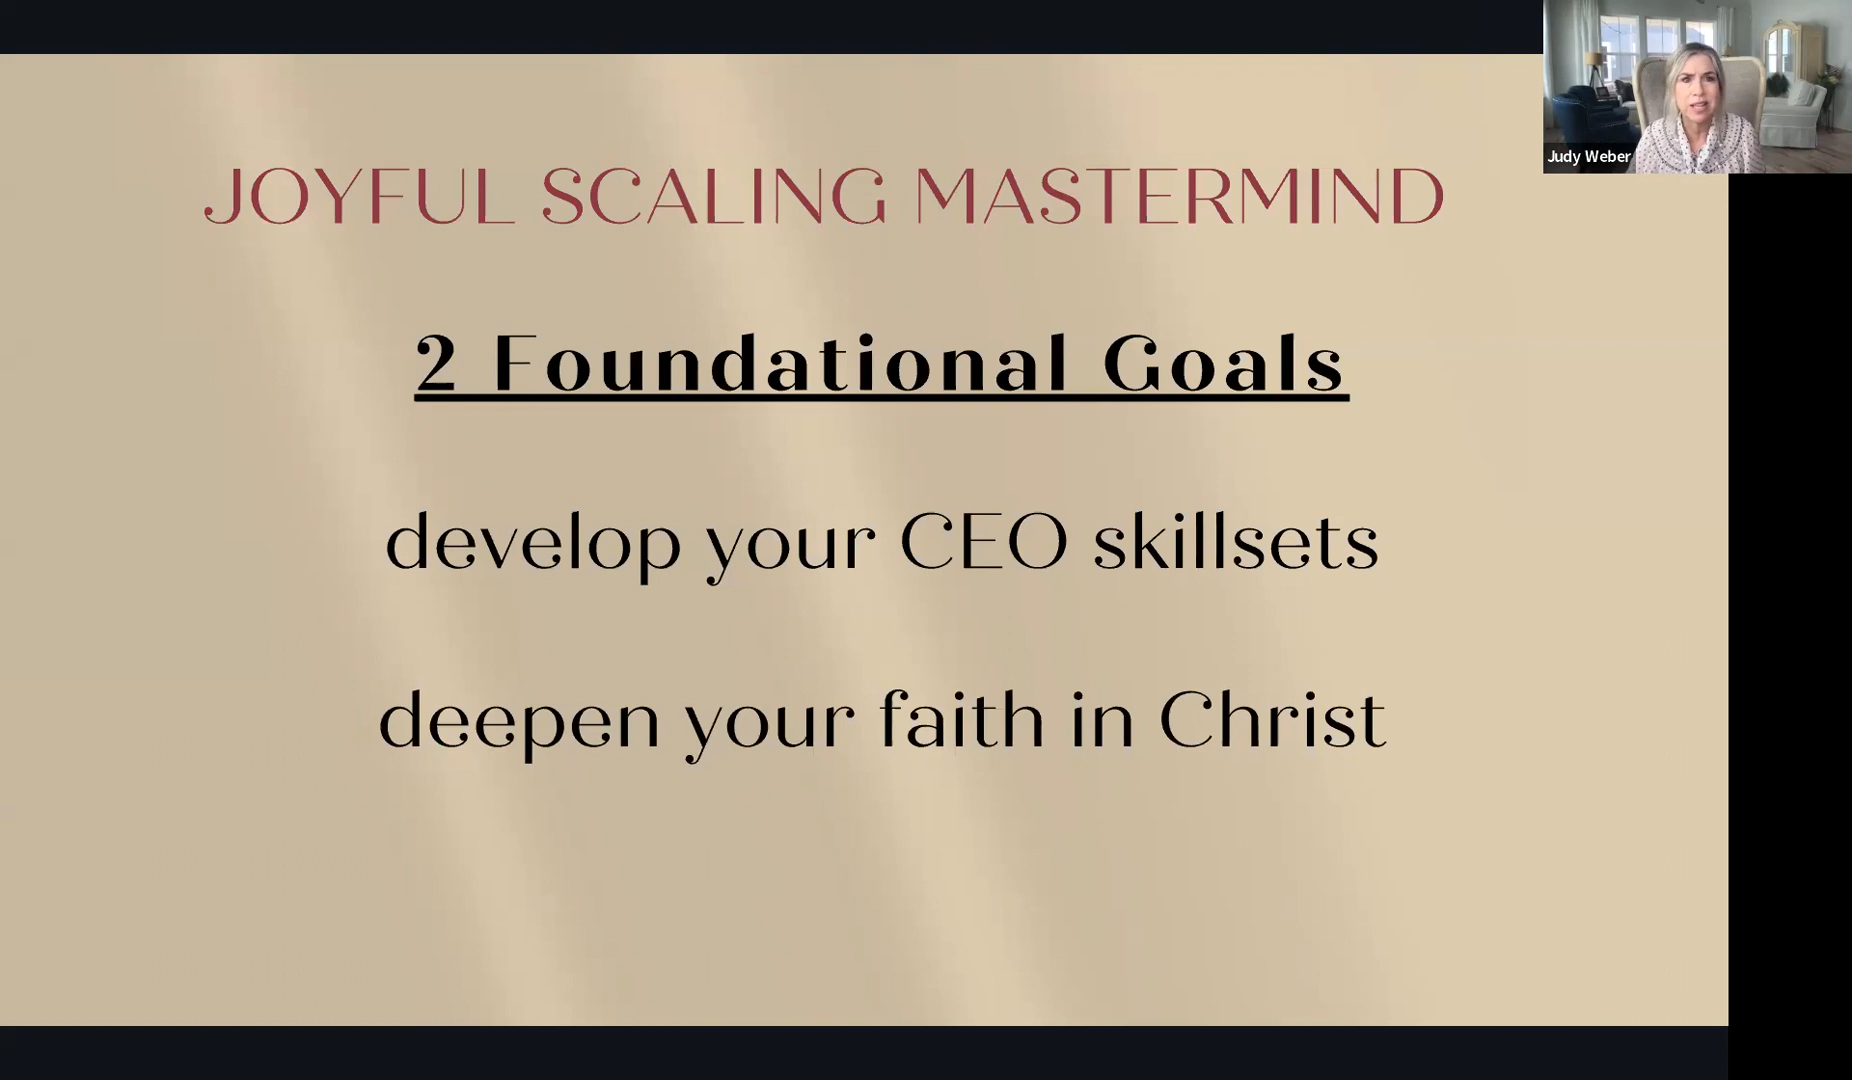 JOYFUL SCALING MASTERMIND
2 Foundational Goals
develop your CEO skillsets
deepen your faith in Christ
Judy Weber